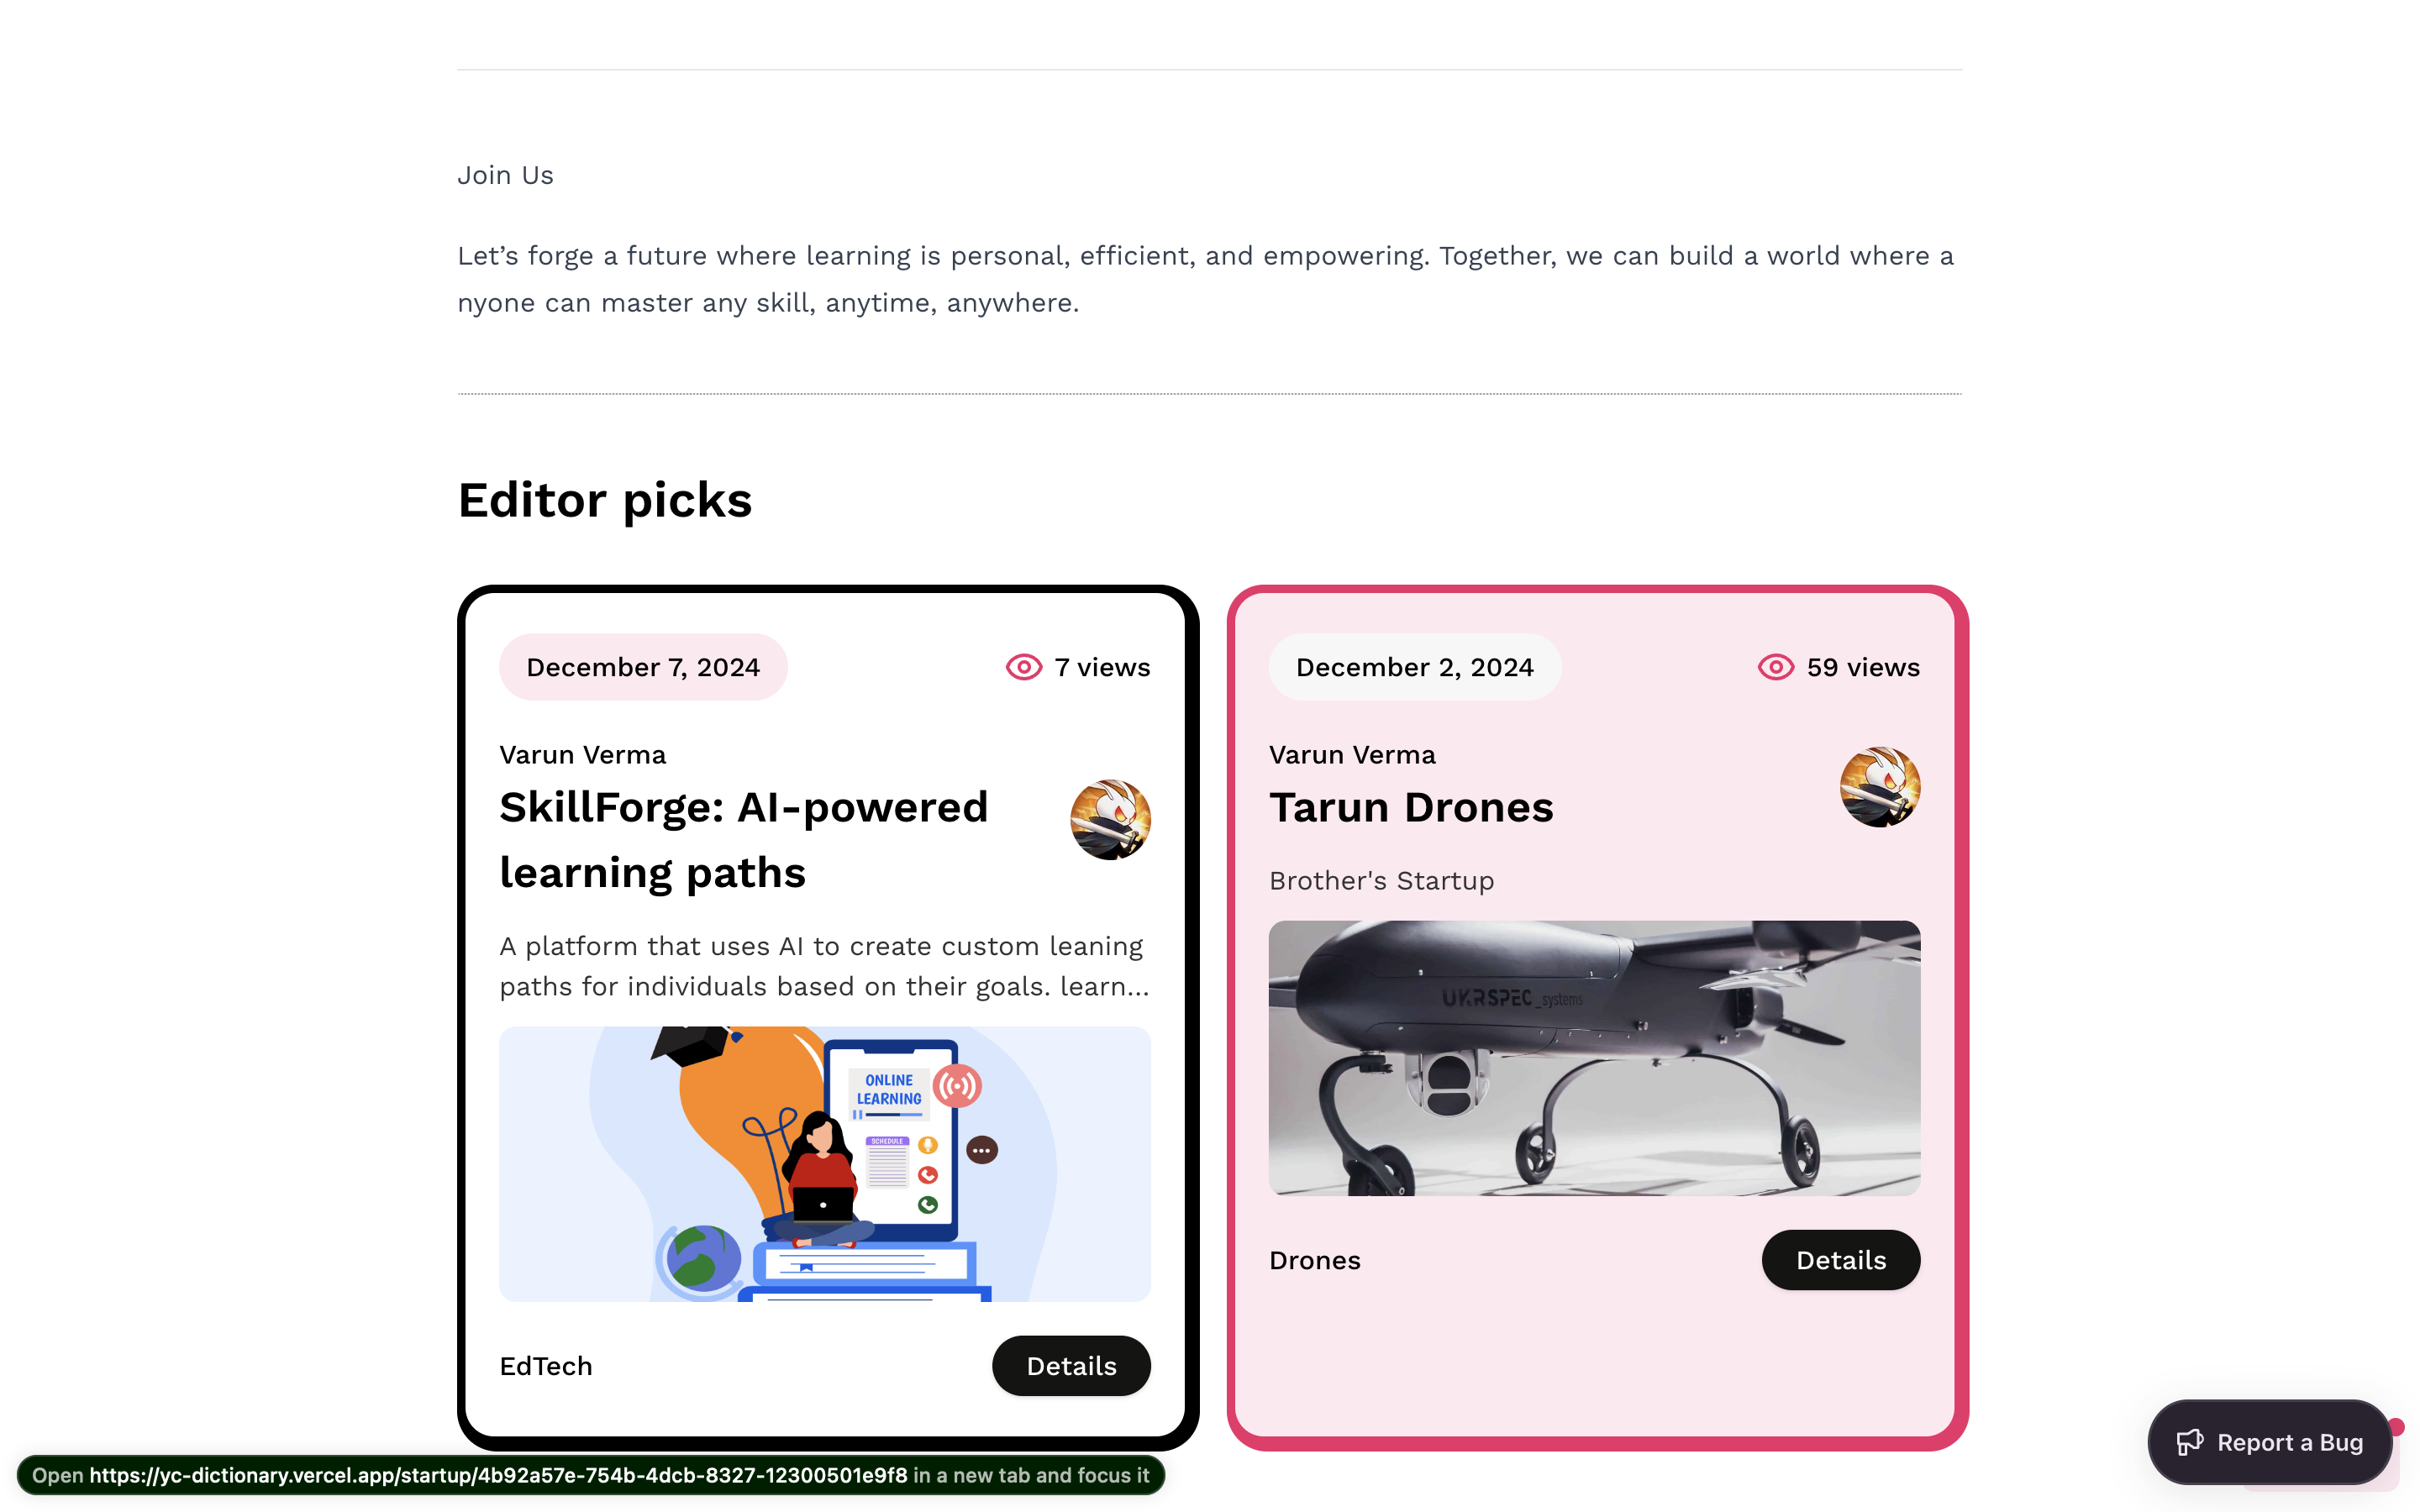 Join Us
Let’s forge a future where learning is personal, efficient, and empowering. Together, we can build a world where a
nyone can master any skill, anytime, anywhere.
Editor picks
December 7, 2024
7 views
Varun Verma
SkillForge: AI-powered
learning paths
A platform that uses AI to create custom leaning
paths for individuals based on their goals. learn...
ONLINE
LEARNING
SCHEDULE
EdTech
Details
December 2, 2024
59 views
Varun Verma
Tarun Drones
Brother's Startup
UKRSPEC_systems
Drones
Details
Report a Bug
Open https://yc-dictionary.vercel.app/startup/4b92a57e-754b-4dcb-8327-12300501e9f8 in a new tab and focus it